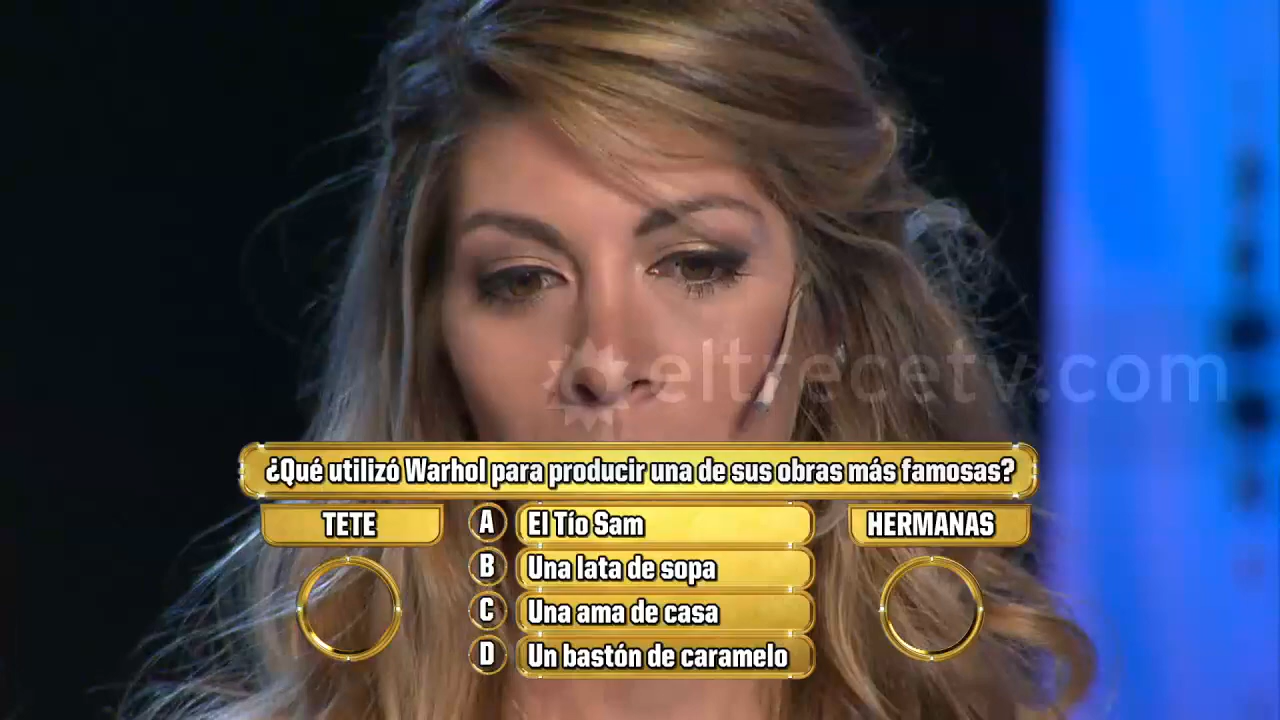 eltrecetv.com
¿Qué utilizó Warhol para producir una de sus obras más famosas?
TETE
A El Tío Sam
HERMANAS
B Una lata de sopa
C Una ama de casa
D Un bastón de caramelo